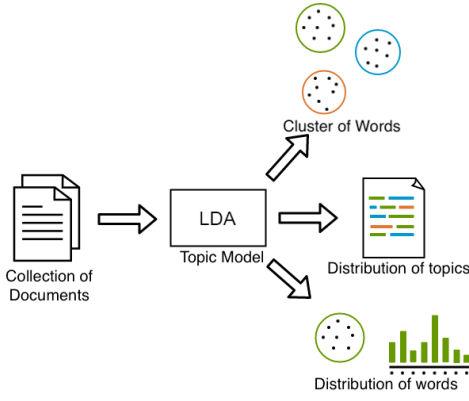 Cluster of Words
LDA
Topic Model
Collection of
Documents
Distribution of topics
Distribution of words